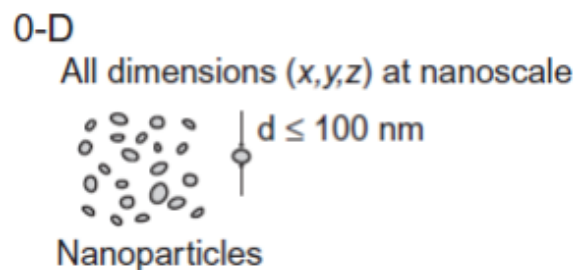 0-D
All dimensions (x,y,z) at nanoscale
d ≤ 100 nm
Nanoparticles